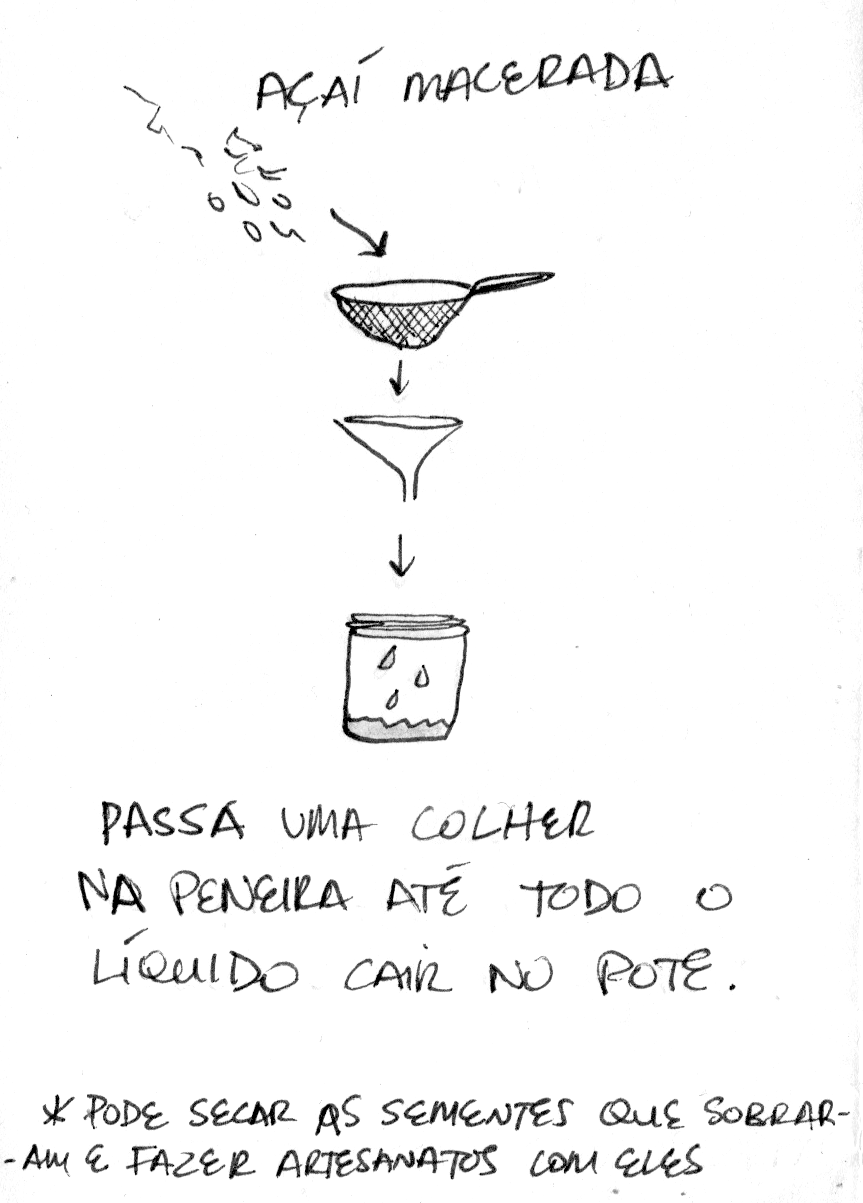 AÇAÍ MACERADA
PASSA UMA COLHER
NA PENEIRA ATÉ TODO O
LÍQUIDO CAIR NO POTE.
* PODE SECAR AS SEMENTES QUE SOBRAR-
-AM E FAZER ARTESANATOS COM ELES